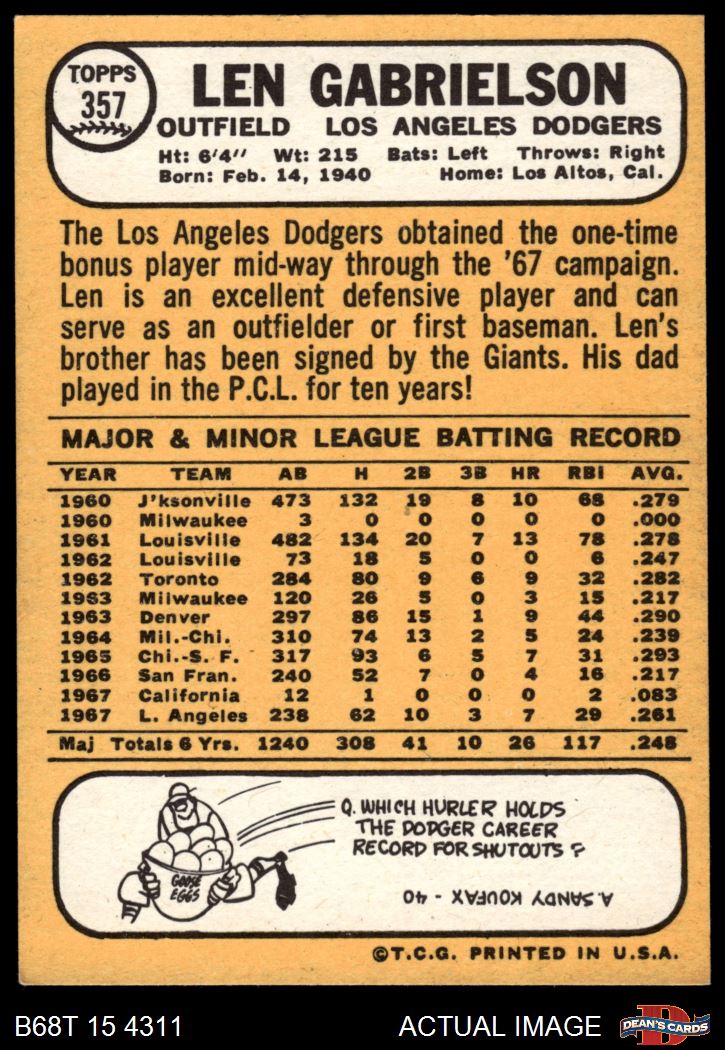 TOPPS
357
LEN GABRIELSON
OUTFIELD LOS ANGELES DODGERS
Ht: 6'4" Wt: 215 Bats: Left Throws: Right
Born: Feb. 14, 1940 Home: Los Altos, Cal.
The Los Angeles Dodgers obtained the one-time
bonus player mid-way through the '67 campaign.
Len is an excellent defensive player and can
serve as an outfielder or first baseman. Len's
brother has been signed by the Giants. His dad
played in the P.C.L. for ten years!
MAJOR & MINOR LEAGUE BATTING RECORD
YEAR TEAM AB H 2B 3B HR RBI AVG.
1960 J'ksonville 473 132 19 8 10 68 .279
1960 Milwaukee 3 0 0 0 0 0 .000
1961 Louisville 482 134 20 7 13 78 .278
1962 Louisville 73 18 5 0 0 6 .247
1962 Toronto 284 80 9 6 9 32 .282
1963 Milwaukee 120 26 5 0 3 15 .217
1963 Denver 297 86 15 1 9 44 .290
1964 Mil.-Chi. 310 74 13 2 5 24 .239
1965 Chi.-S. F. 317 93 6 5 7 31 .293
1966 San Fran. 240 52 7 0 4 16 .217
1967 California 12 1 0 0 0 2 .083
1967 L. Angeles 238 62 10 3 7 29 .261
Maj Totals 6 Yrs. 1240 308 41 10 26 117 .248
GOOSE
EGGS
Q. WHICH HURLER HOLDS
THE DODGER CAREER
RECORD FOR SHUTOUTS?
A. SANDY KOUFAX - 40
©T.C.G. PRINTED IN U.S.A.
B68T 15 4311 ACTUAL IMAGE
D
DEAN'S CARDS